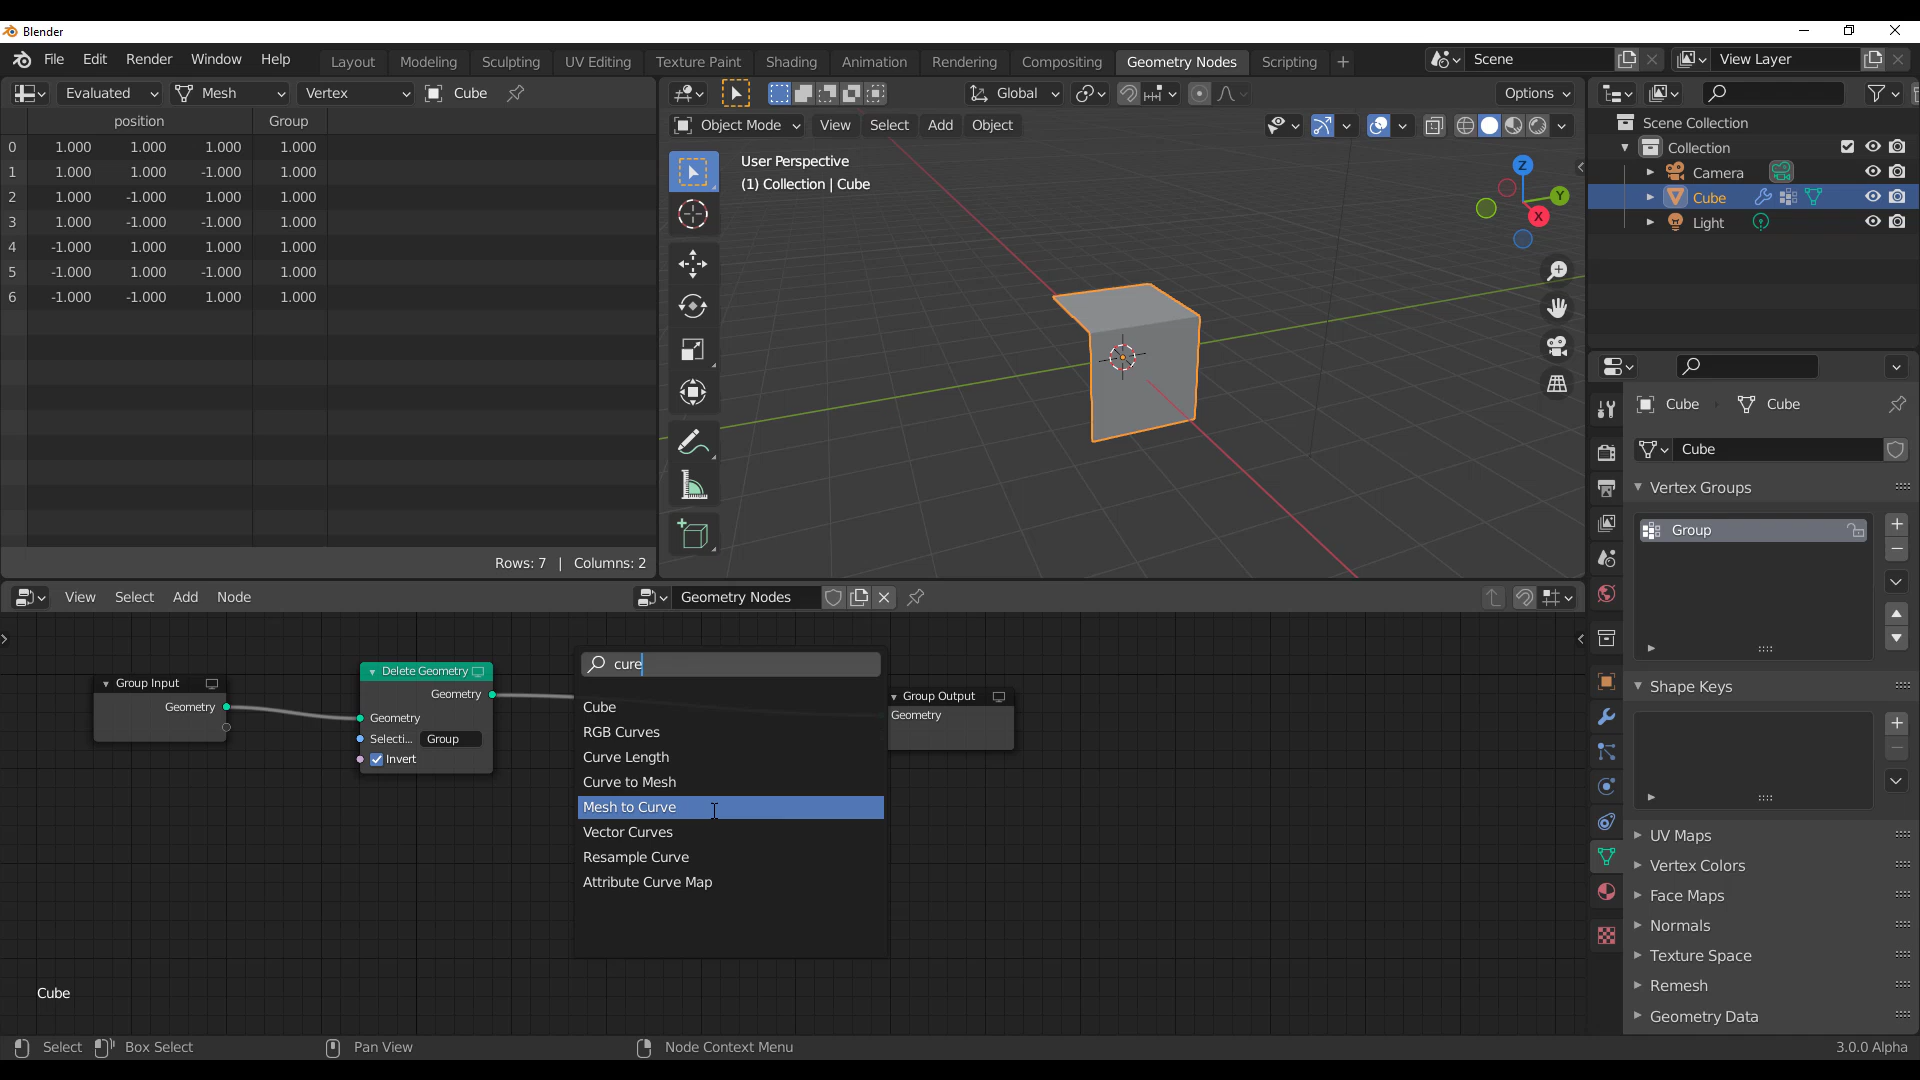 Blender
File Edit Render Window Help Layout Modeling Sculpting UV Editing Texture Paint Shading Animation Rendering Compositing Geometry Nodes Scripting + Scene View Layer
Evaluated Mesh Vertex Cube
position Group
0 1.000 1.000 1.000 1.000
1 1.000 1.000 -1.000 1.000
2 1.000 -1.000 1.000 1.000
3 1.000 -1.000 -1.000 1.000
4 -1.000 1.000 1.000 1.000
5 -1.000 1.000 -1.000 1.000
6 -1.000 -1.000 1.000 1.000
Rows: 7 | Columns: 2
Global Options
Object Mode View Select Add Object
User Perspective
(1) Collection | Cube
Z
Y
X
Scene Collection
Collection
Camera
Cube
Light
Cube Cube
Cube
Vertex Groups
Group
Shape Keys
UV Maps
Vertex Colors
Face Maps
Normals
Texture Space
Remesh
Geometry Data
View Select Add Node Geometry Nodes
Group Input
Geometry
Delete Geometry
Geometry
Geometry
Selecti... Group
Invert
cure
Cube
RGB Curves
Curve Length
Curve to Mesh
Mesh to Curve
Vector Curves
Resample Curve
Attribute Curve Map
Group Output
Geometry
Cube
Select Box Select Pan View Node Context Menu 3.0.0 Alpha